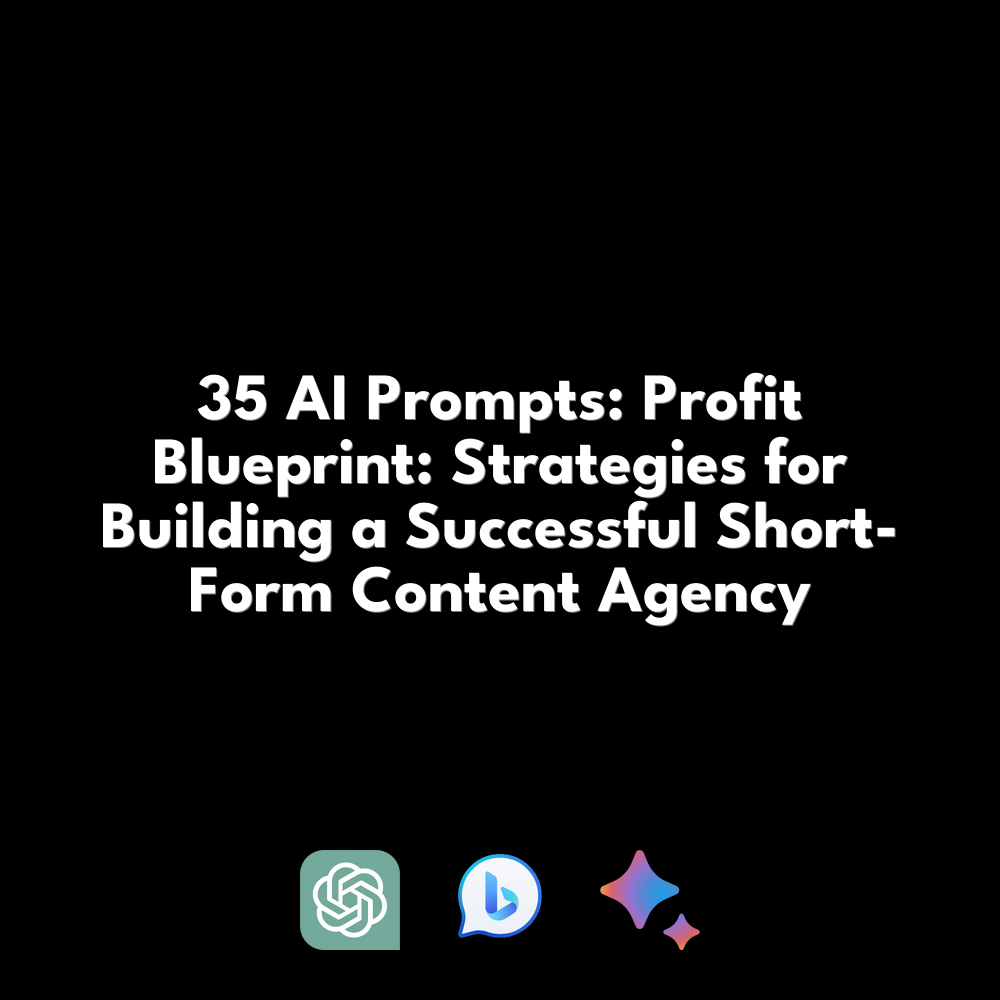 35 AI Prompts: Profit
Blueprint: Strategies for
Building a Successful Short-
Form Content Agency